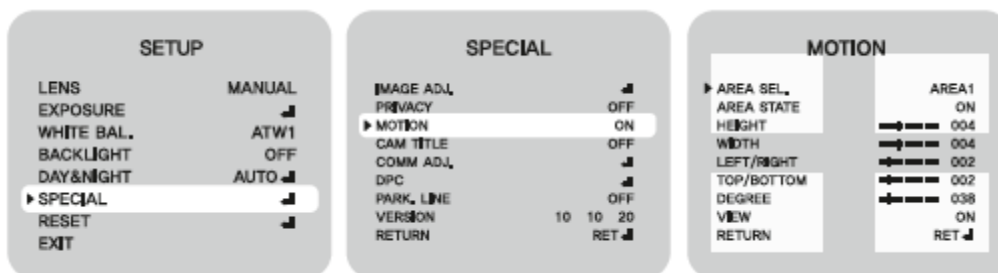 SETUP
LENS MANUAL
EXPOSURE
WHITE BAL. ATW1
BACKLIGHT OFF
DAY&NIGHT AUTO
SPECIAL
RESET
EXIT
SPECIAL
IMAGE ADJ.
PRIVACY OFF
MOTION ON
CAM TITLE OFF
COMM ADJ.
DPC
PARK. LINE OFF
VERSION 10 10 20
RETURN RET
MOTION
AREA SEL. AREA1
AREA STATE ON
HEIGHT 004
WIDTH 004
LEFT/RIGHT 002
TOP/BOTTOM 002
DEGREE 038
VIEW ON
RETURN RET